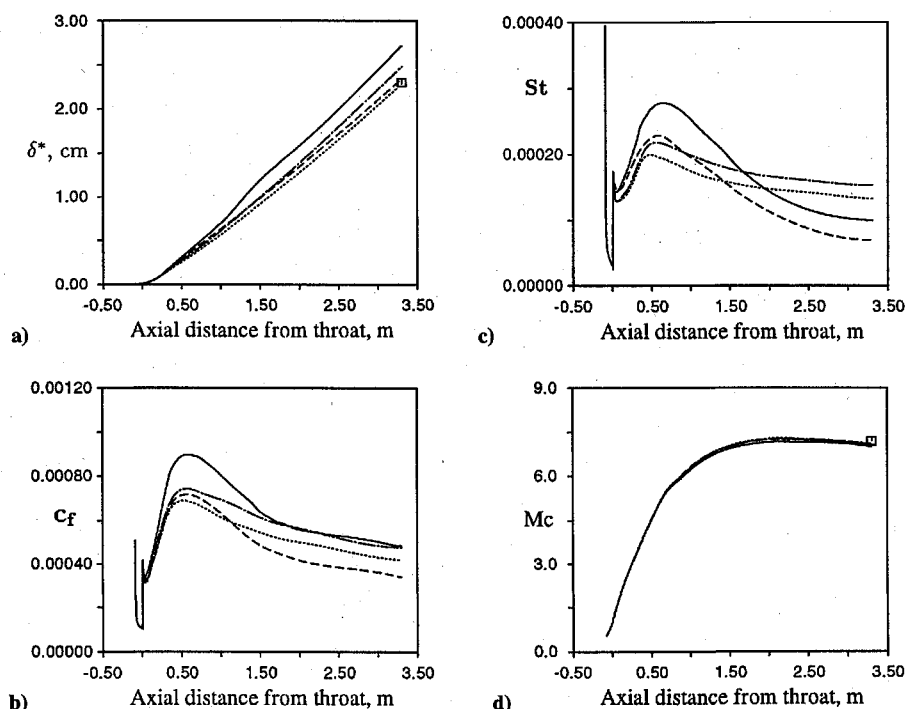 a)
3.00
2.00
δ*, cm
1.00
0.00
-0.50 0.50 1.50 2.50 3.50
Axial distance from throat, m
c)
0.00040
St
0.00020
0.00000
-0.50 0.50 1.50 2.50 3.50
Axial distance from throat, m
b)
0.00120
0.00080
cf
0.00040
0.00000
-0.50 0.50 1.50 2.50 3.50
Axial distance from throat, m
d)
9.0
6.0
Mc
3.0
0.0
-0.50 0.50 1.50 2.50 3.50
Axial distance from throat, m